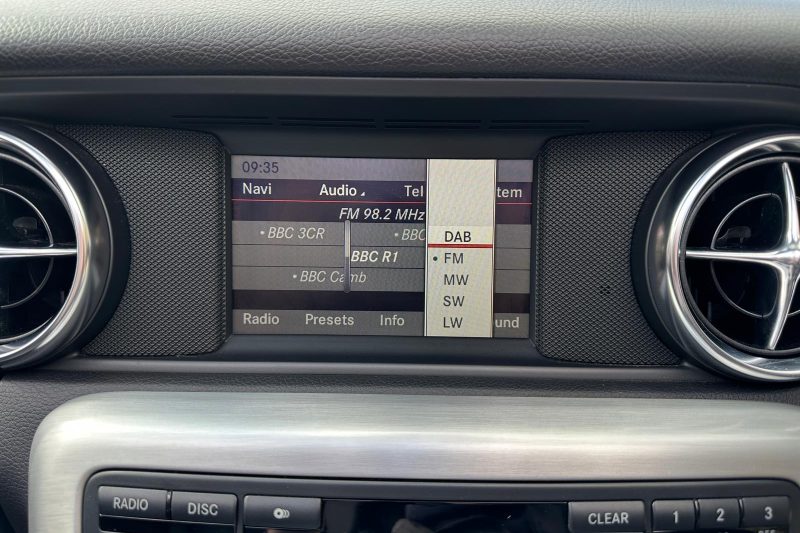 09:35
Navi Audio Tel tem
FM 98.2 MHz
DAB
• BBC 3CR • BBC
BBC R1 • FM
• BBC Camb MW
SW
Radio Presets Info LW und
RADIO DISC CLEAR 1 2 3